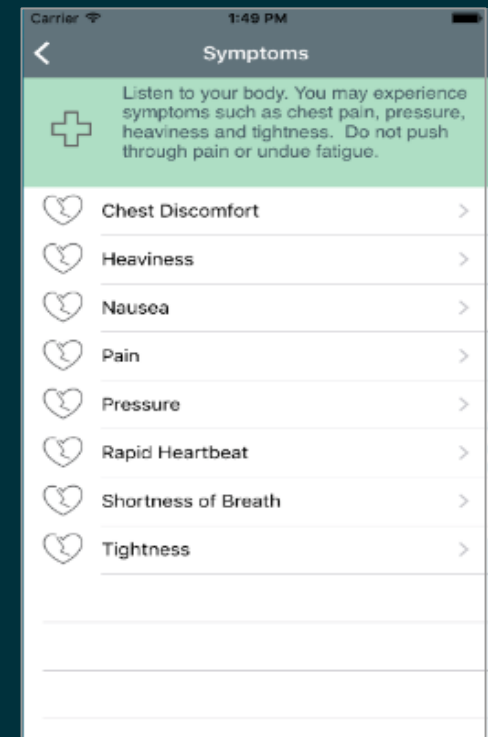 Carrier 1:49 PM
Symptoms
Listen to your body. You may experience
symptoms such as chest pain, pressure,
heaviness and tightness.  Do not push
through pain or undue fatigue.
Chest Discomfort
Heaviness
Nausea
Pain
Pressure
Rapid Heartbeat
Shortness of Breath
Tightness